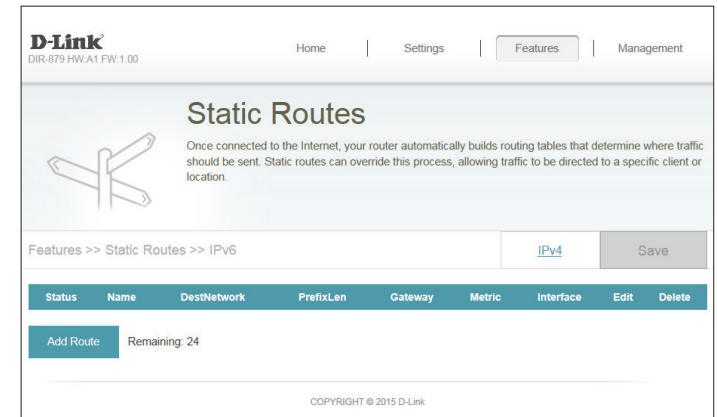 D-Link
DIR-879 HW:A1 FW:1.00
Home | Settings | Features | Management
Static Routes
Once connected to the Internet, your router automatically builds routing tables that determine where traffic
should be sent. Static routes can override this process, allowing traffic to be directed to a specific client or
location.
Features >> Static Routes >> IPv6
IPv4
Save
Status Name DestNetwork PrefixLen Gateway Metric Interface Edit Delete
Add Route Remaining: 24
COPYRIGHT © 2015 D-Link